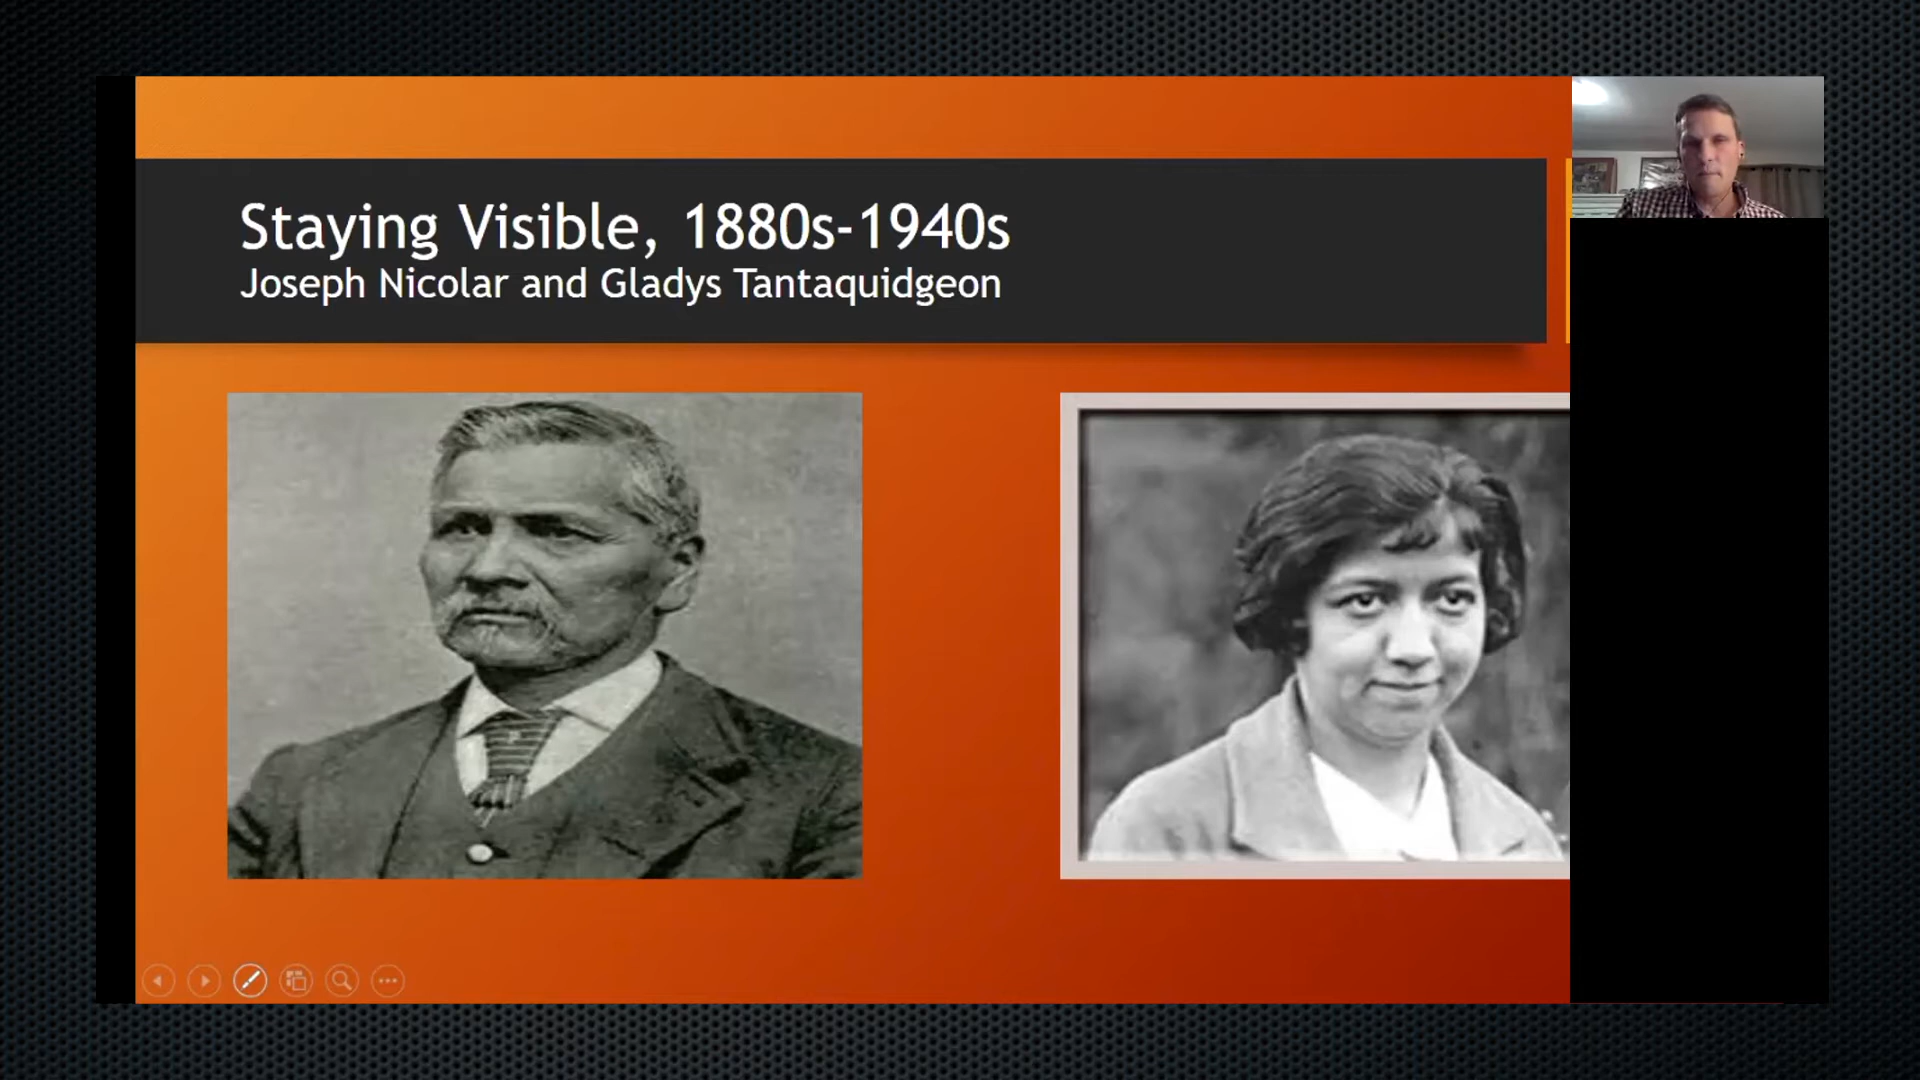 Staying Visible, 1880s-1940s
Joseph Nicolar and Gladys Tantaquidgeon